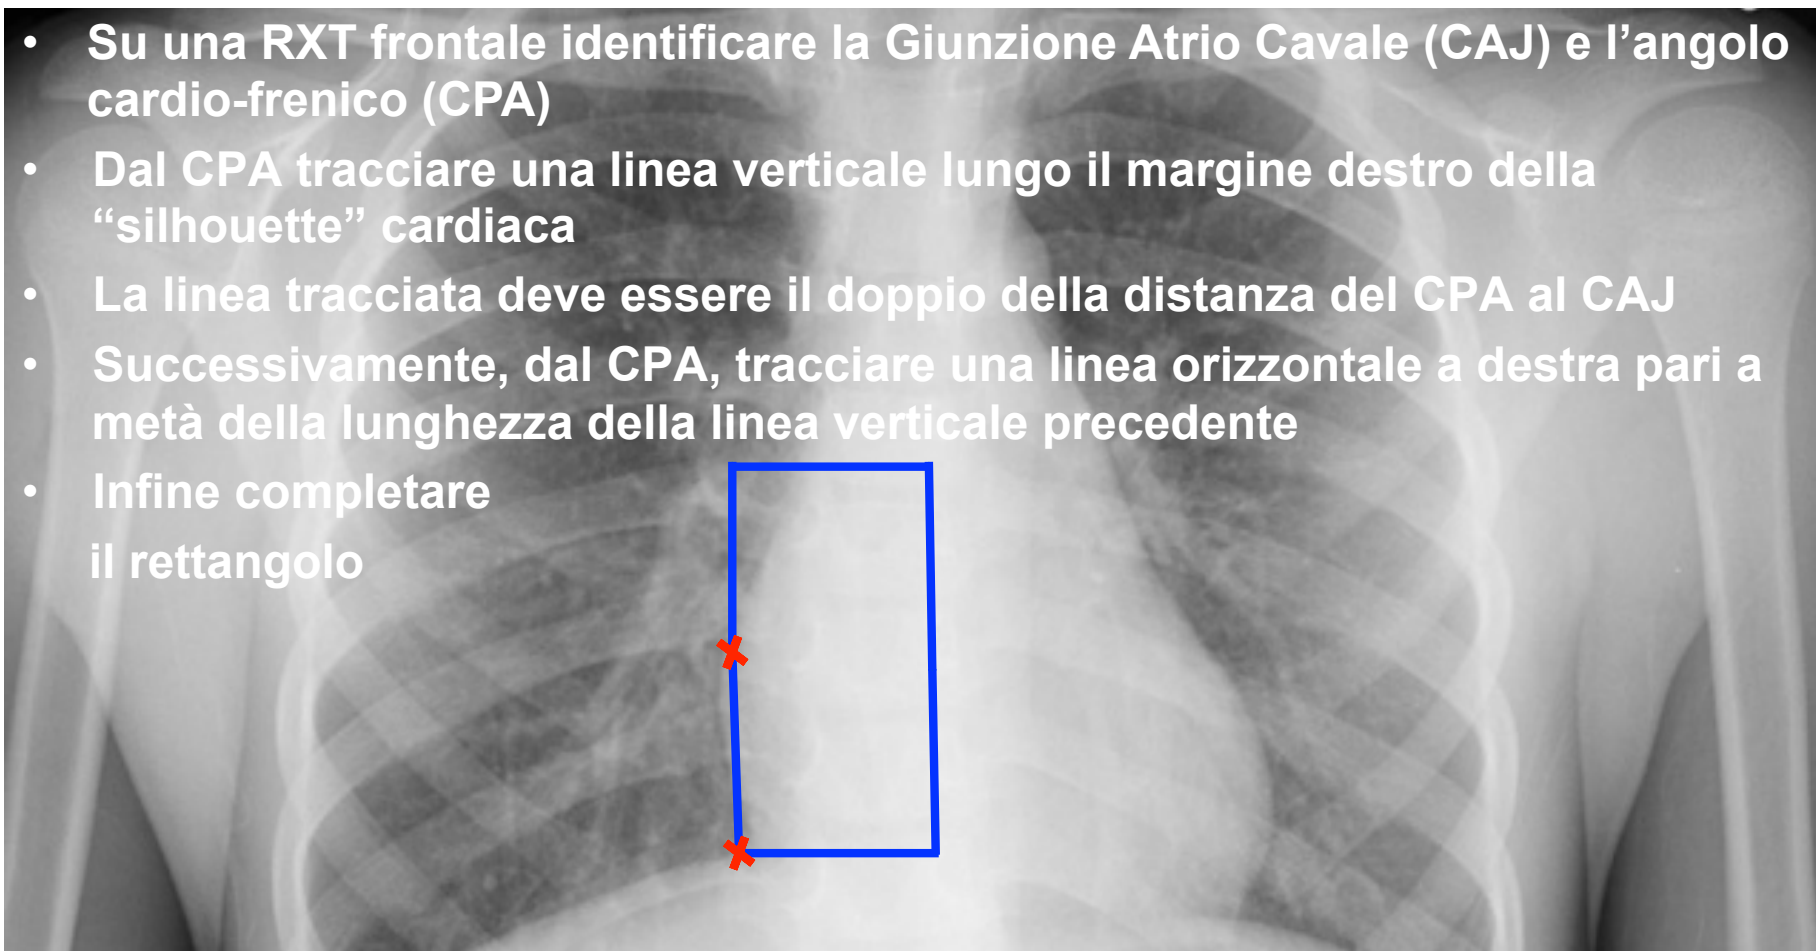 • Su una RXT frontale identificare la Giunzione Atrio Cavale (CAJ) e l’angolo
cardio-frenico (CPA)
• Dal CPA tracciare una linea verticale lungo il margine destro della
“silhouette” cardiaca
• La linea tracciata deve essere il doppio della distanza del CPA al CAJ
• Successivamente, dal CPA, tracciare una linea orizzontale a destra pari a
metà della lunghezza della linea verticale precedente
• Infine completare
il rettangolo